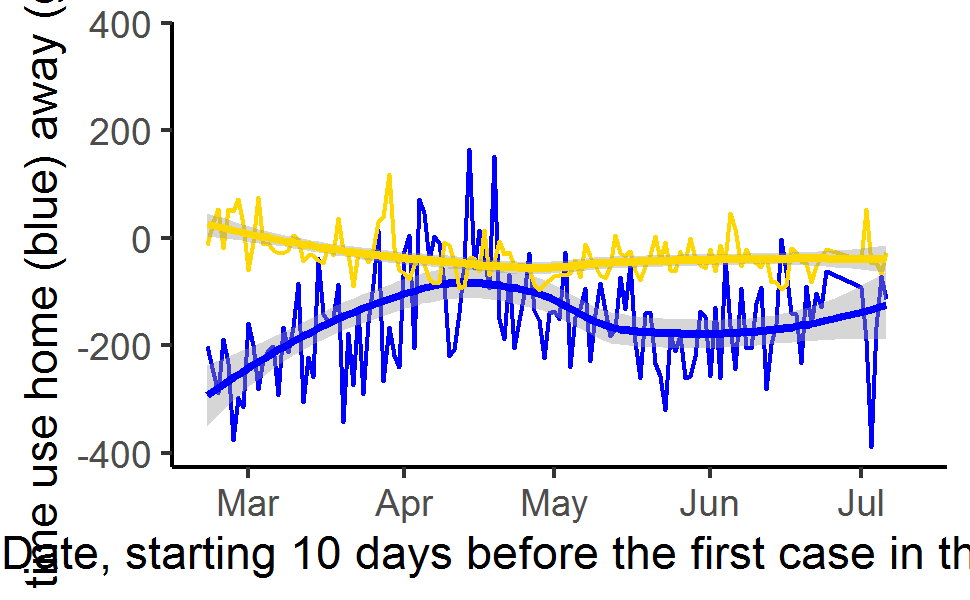 400
200
0
-200
-400
time use home (blue) away (
Mar Apr May Jun Jul
Date, starting 10 days before the first case in th